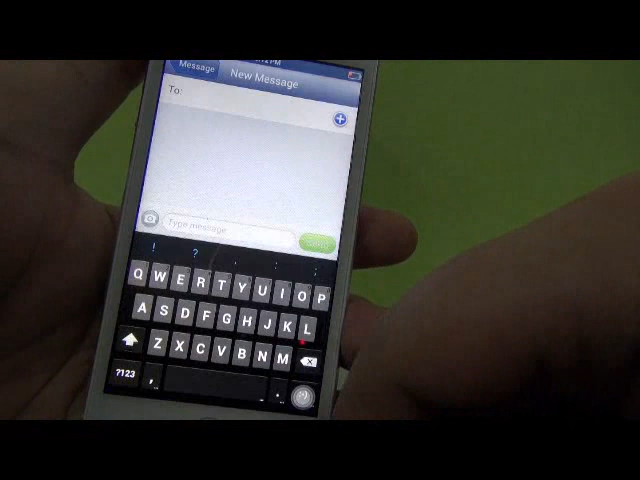 Message
New Message
To:
Type message
Send
! ? , : ;
Q W E R T Y U I O P
A S D F G H J K L
Z X C V B N M
?123 , .